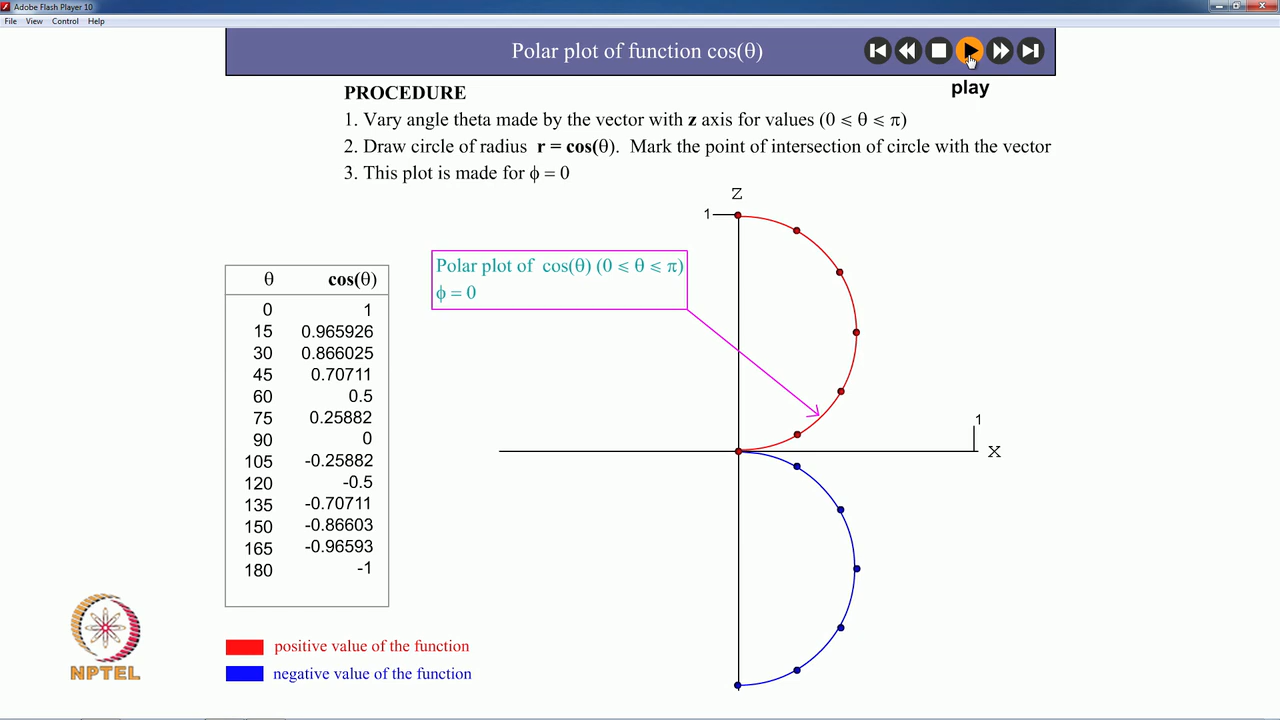 Adobe Flash Player 10
File View Control Help
Polar plot of function cos(θ)
play
PROCEDURE
1. Vary angle theta made by the vector with z axis for values (0 ⩽ θ ⩽ π)
2. Draw circle of radius r = cos(θ). Mark the point of intersection of circle with the vector
3. This plot is made for ϕ = 0
Z
1
Polar plot of cos(θ) (0 ⩽ θ ⩽ π)
ϕ = 0
θ cos(θ)
0 1
15 0.965926
30 0.866025
45 0.70711
60 0.5
75 0.25882
90 0
105 -0.25882
120 -0.5
135 -0.70711
150 -0.86603
165 -0.96593
180 -1
1
X
positive value of the function
negative value of the function
NPTEL